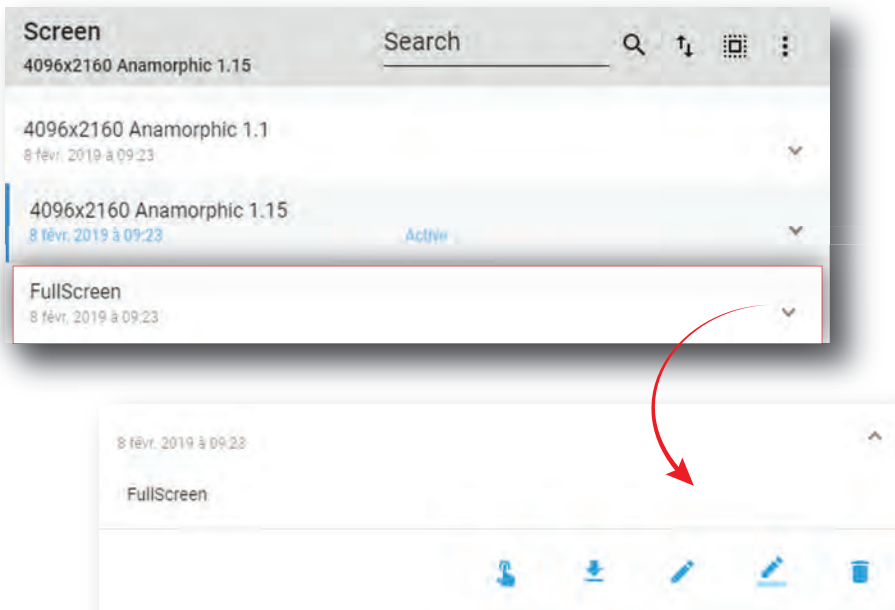 Screen
Search
4096x2160 Anamorphic 1.15
4096x2160 Anamorphic 1.1
8 févr. 2019 à 09:23
4096x2160 Anamorphic 1.15
8 févr. 2019 à 09:23 Active
FullScreen
8 févr. 2019 à 09:23
8 févr. 2019 à 09:23
FullScreen